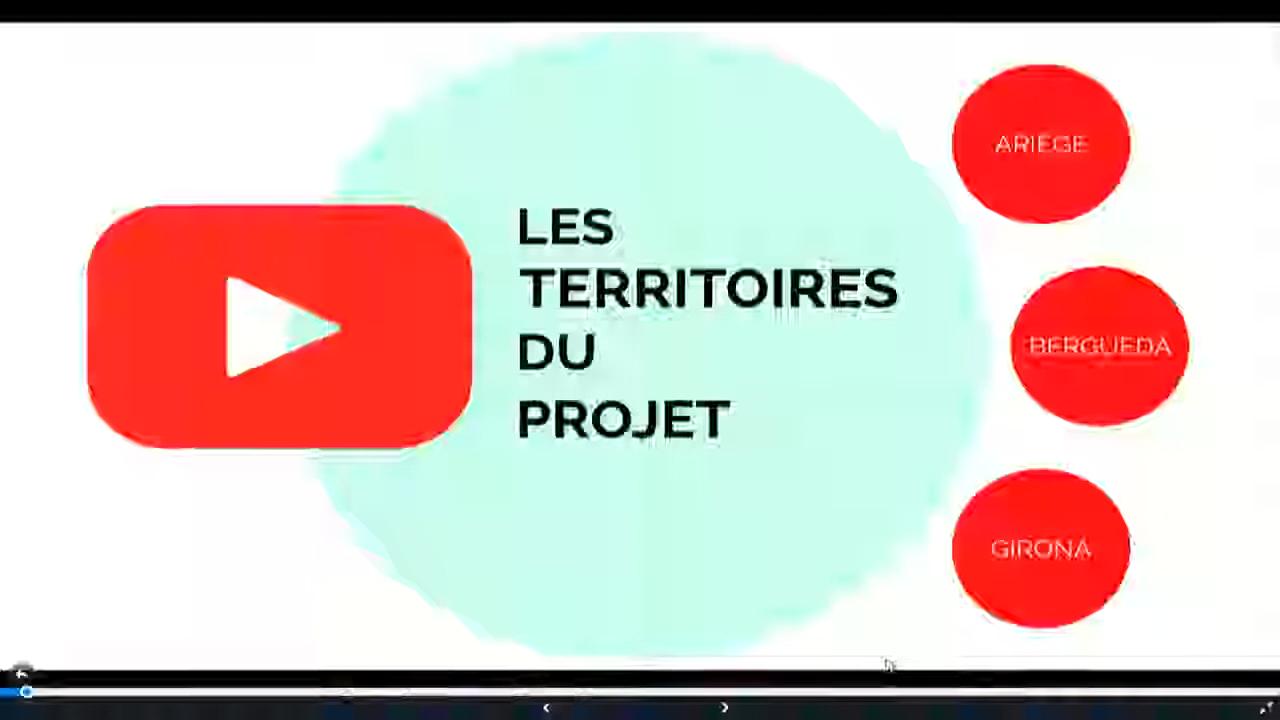 LES
TERRITOIRES
DU
PROJET
ARIEGE
BERGUEDA
GIRONA